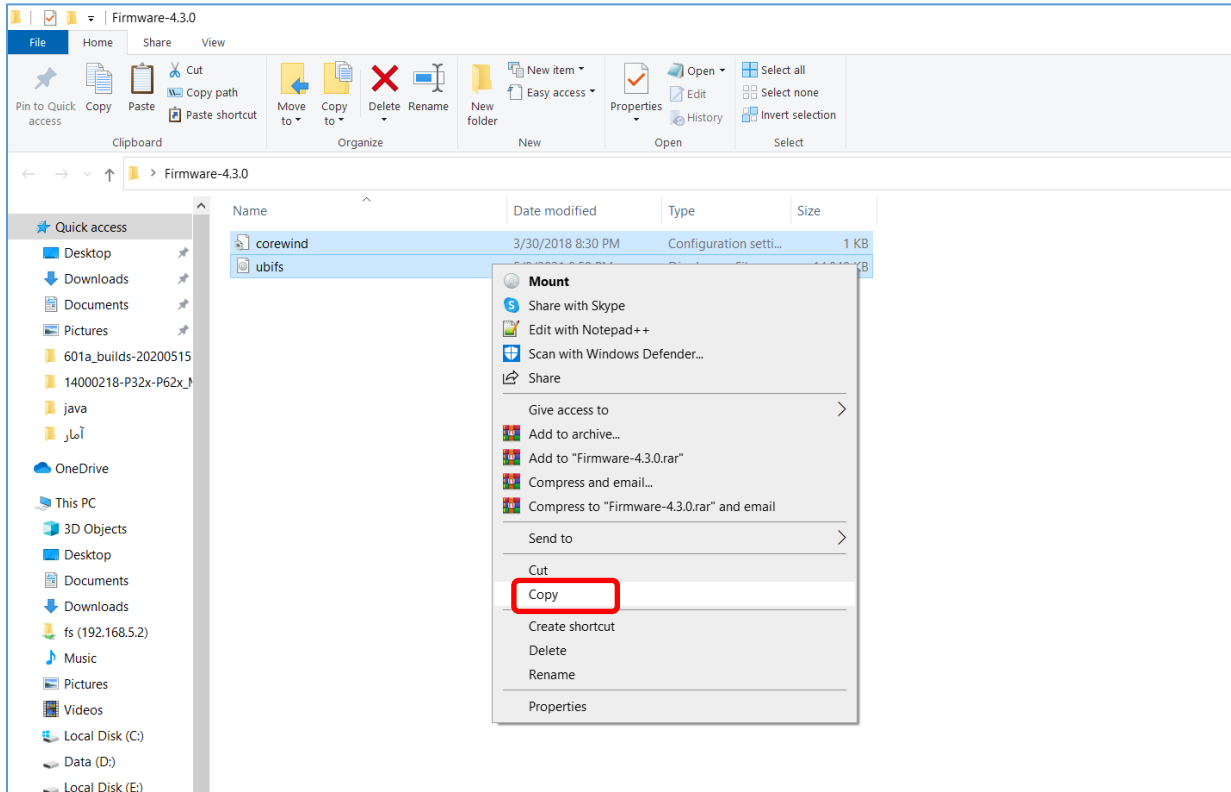 Firmware-4.3.0
File Home Share View
Pin to Quick access
Copy
Paste
Cut
Copy path
Paste shortcut
Clipboard
Move to
Copy to
Delete
Rename
Organize
New folder
New item
Easy access
New
Properties
Open
Edit
History
Open
Select all
Select none
Invert selection
Select
Firmware-4.3.0
Name Date modified Type Size
corewind 3/30/2018 8:30 PM Configuration setti... 1 KB
ubifs
Quick access
Desktop
Downloads
Documents
Pictures
601a_builds-20200515
java
آمار
OneDrive
This PC
3D Objects
Desktop
Documents
Downloads
fs (192.168.5.2)
Music
Pictures
Videos
Local Disk (C:)
Data (D:)
Local Disk (E:)
Mount
Share with Skype
Edit with Notepad++
Scan with Windows Defender...
Share
Give access to
Add to archive...
Add to "Firmware-4.3.0.rar"
Compress and email...
Compress to "Firmware-4.3.0.rar" and email
Send to
Cut
Copy
Create shortcut
Delete
Rename
Properties